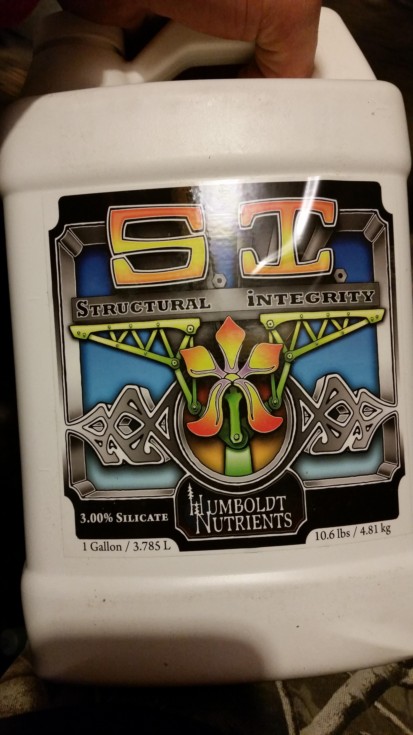 S.I.
STRUCTURAL iNTEGRITY
3.00% SILICATE
HUMBOLDT
NUTRIENTS
1 Gallon / 3.785 L
10.6 lbs / 4.81 kg